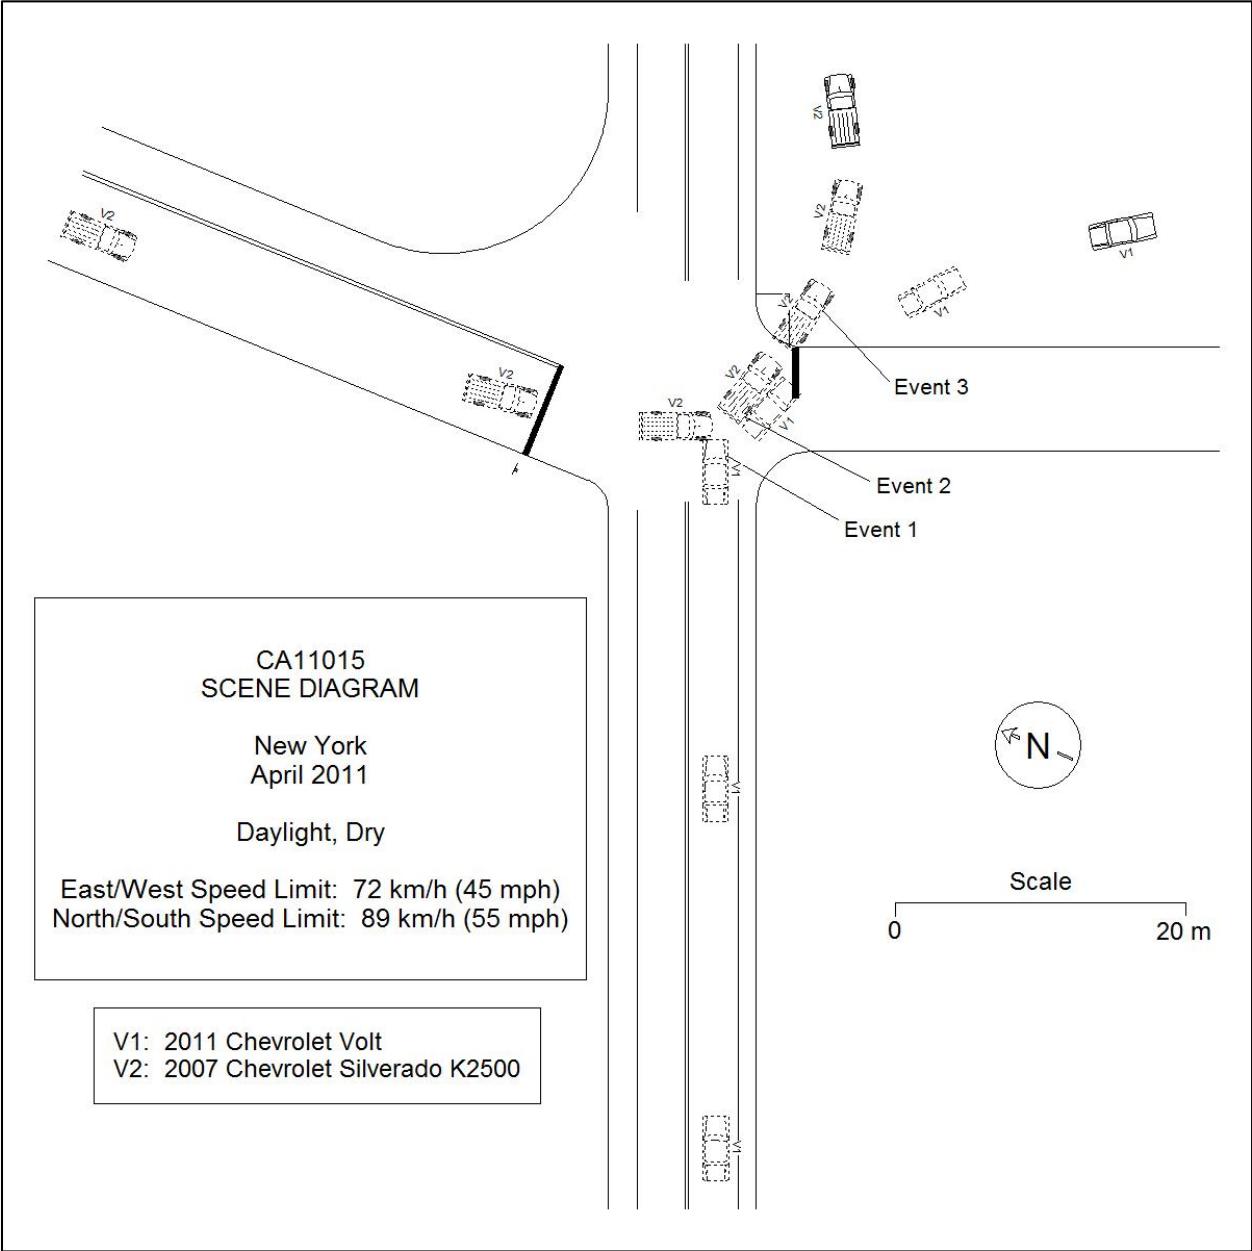 V2
V2
V2
V1
V2
V1
V2
Event 3
V2
V2
V1
V2
V1
Event 2
Event 1
CA11015
SCENE DIAGRAM
New York
April 2011
Daylight, Dry
East/West Speed Limit: 72 km/h (45 mph)
North/South Speed Limit: 89 km/h (55 mph)
N
V1
Scale
0 20 m
V1: 2011 Chevrolet Volt
V2: 2007 Chevrolet Silverado K2500
V1